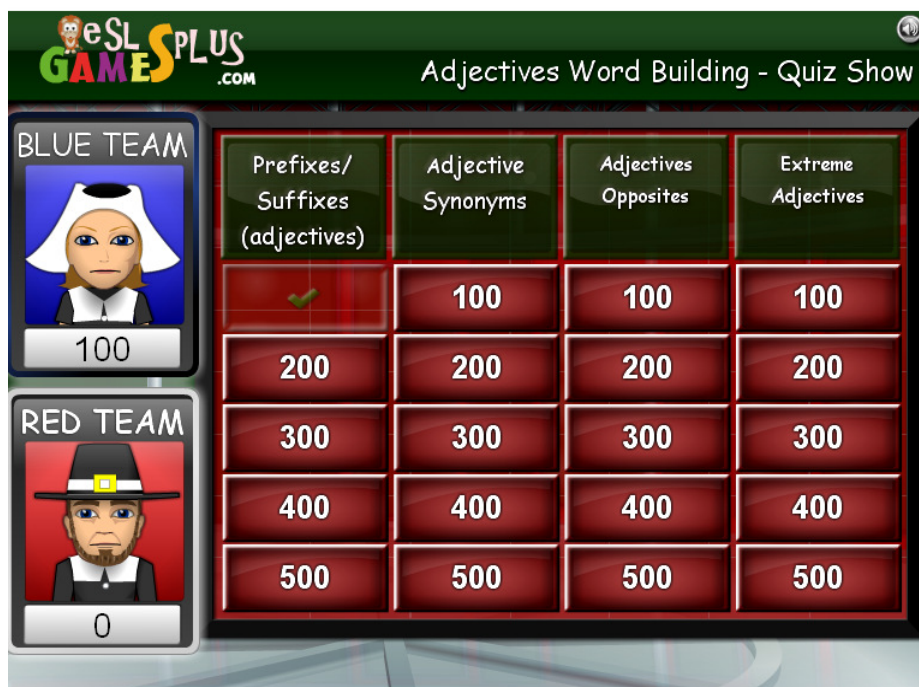 eSL GAMESPLUS .COM
Adjectives Word Building - Quiz Show
BLUE TEAM
100
RED TEAM
0
Prefixes/
Suffixes
(adjectives)
Adjective
Synonyms
Adjectives
Opposites
Extreme
Adjectives
100 100 100
200 200 200 200
300 300 300 300
400 400 400 400
500 500 500 500